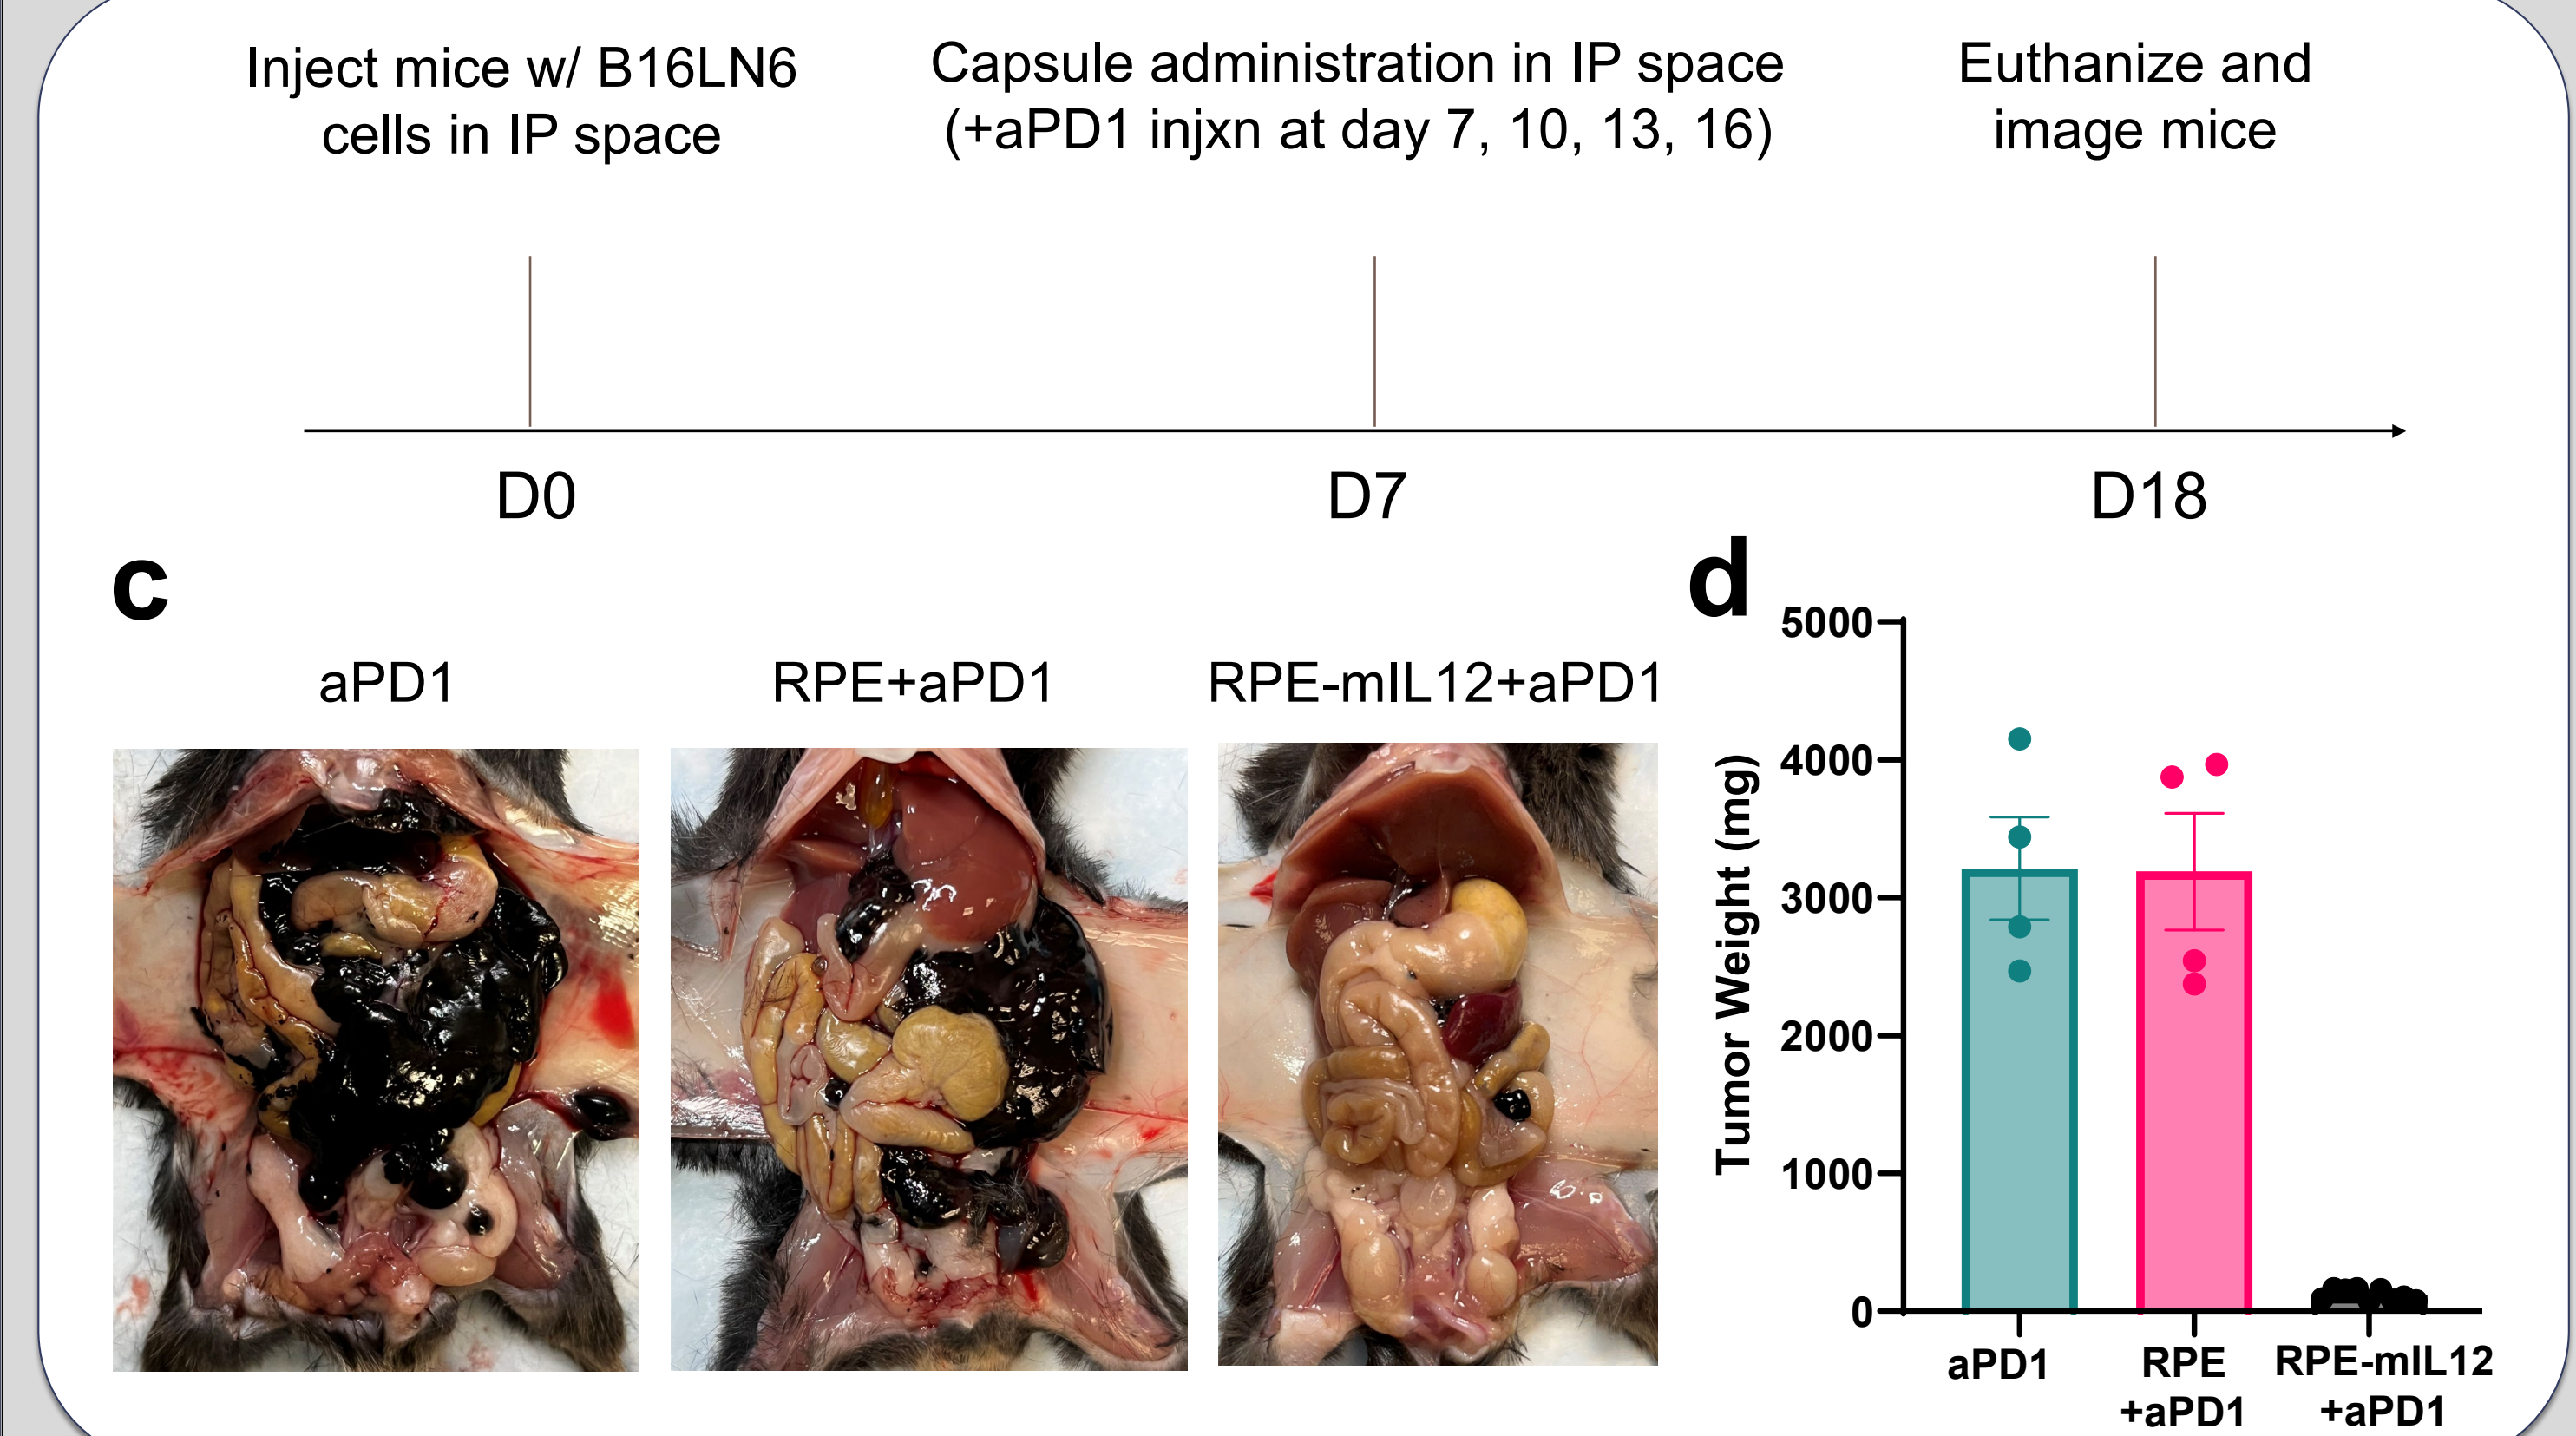 Inject mice w/ B16LN6
cells in IP space
Capsule administration in IP space
(+aPD1 injxn at day 7, 10, 13, 16)
Euthanize and
image mice
D0
D7
D18
c
aPD1
RPE+aPD1
RPE-mIL12+aPD1
d
Tumor Weight (mg)
5000
4000
3000
2000
1000
0
aPD1
RPE
+aPD1
RPE-mIL12
+aPD1